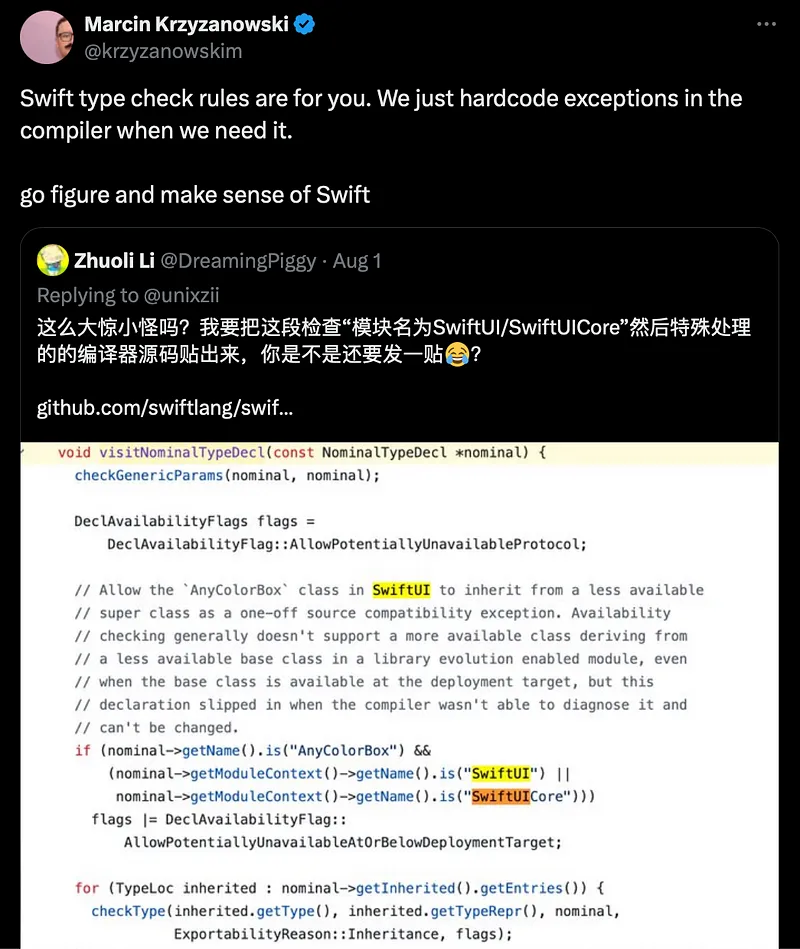 Marcin Krzyzanowski
@krzyzanowskim
Swift type check rules are for you. We just hardcode exceptions in the
compiler when we need it.
go figure and make sense of Swift
Zhuoli Li @DreamingPiggy · Aug 1
Replying to @unixzii
这么大惊小怪吗？我要把这段检查“模块名为SwiftUI/SwiftUICore”然后特殊处理
的的编译器源码贴出来，你是不是还要发一贴😂?
github.com/swiftlang/swif...
void visitNominalTypeDecl(const NominalTypeDecl *nominal) {
checkGenericParams(nominal, nominal);
DeclAvailabilityFlags flags =
DeclAvailabilityFlag::AllowPotentiallyUnavailableProtocol;
// Allow the `AnyColorBox` class in SwiftUI to inherit from a less available
// super class as a one-off source compatibility exception. Availability
// checking generally doesn't support a more available class deriving from
// a less available base class in a library evolution enabled module, even
// when the base class is available at the deployment target, but this
// declaration slipped in when the compiler wasn't able to diagnose it and
// can't be changed.
if (nominal->getName().is("AnyColorBox") &&
(nominal->getModuleContext()->getName().is("SwiftUI") ||
nominal->getModuleContext()->getName().is("SwiftUICore")))
flags |= DeclAvailabilityFlag::
AllowPotentiallyUnavailableAtOrBelowDeploymentTarget;
for (TypeLoc inherited : nominal->getInherited().getEntries()) {
checkType(inherited.getType(), inherited.getTypeRepr(), nominal,
ExportabilityReason::Inheritance, flags);